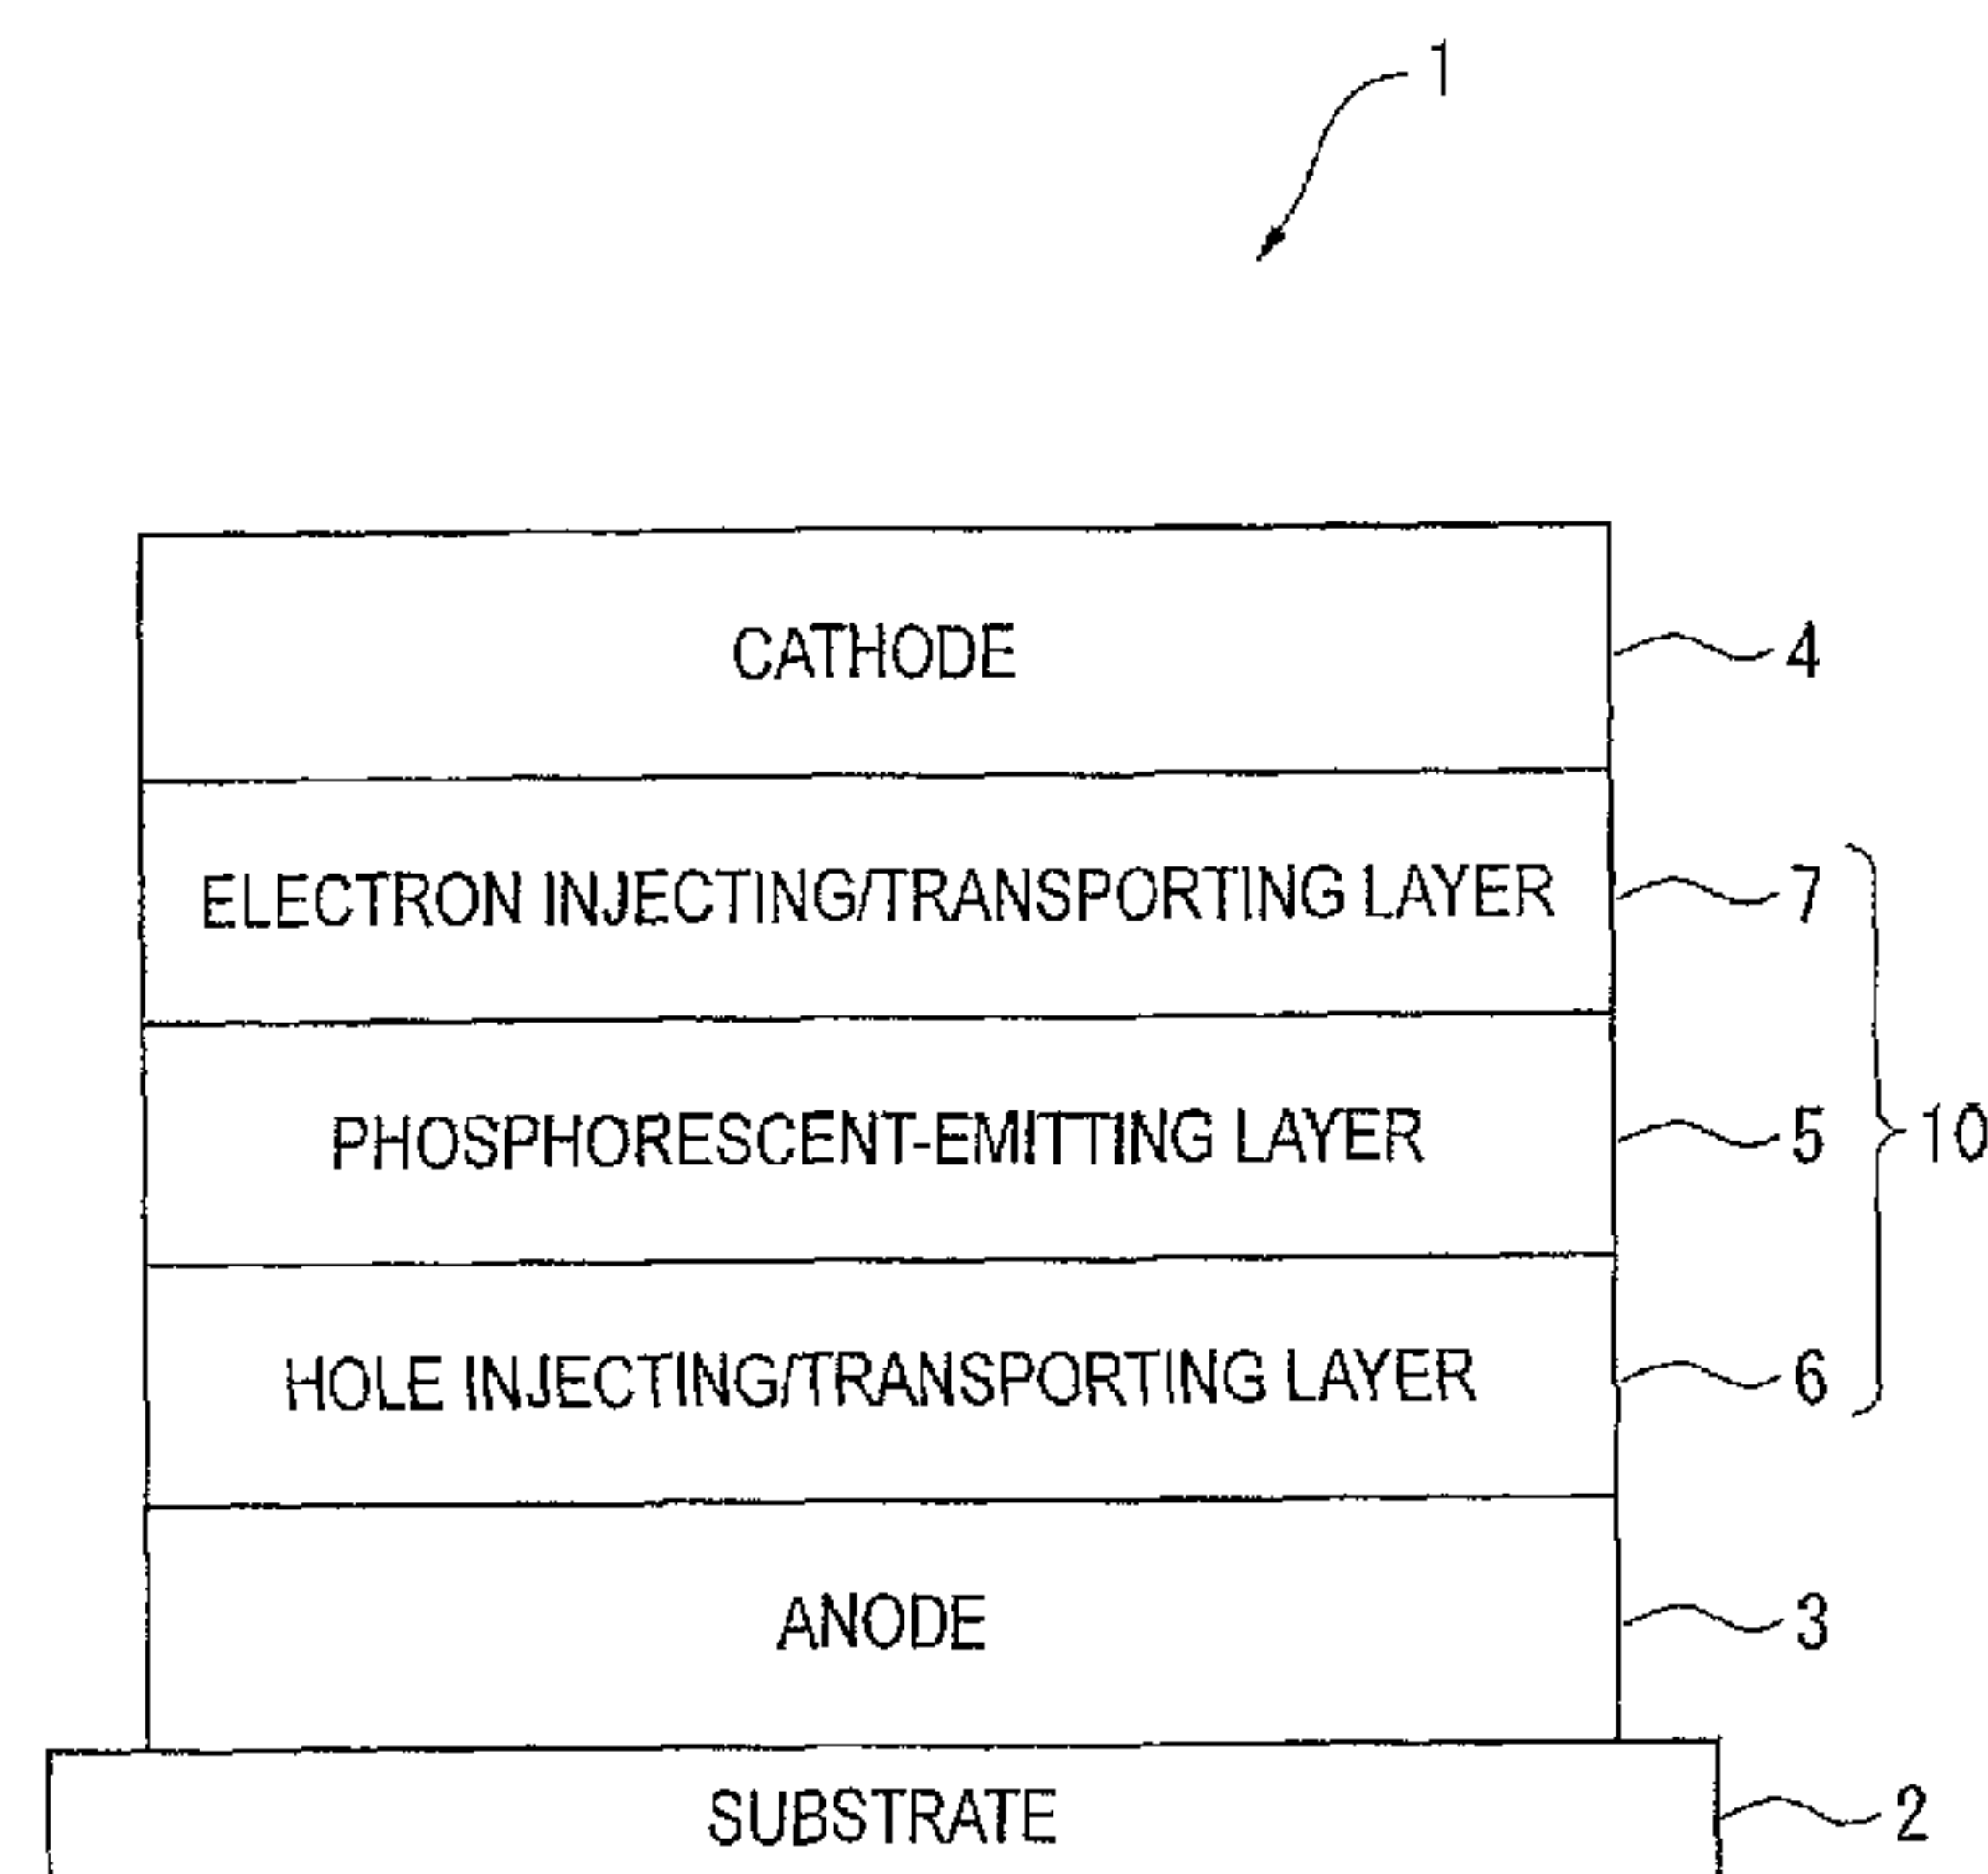 1
CATHODE 4
ELECTRON INJECTING/TRANSPORTING LAYER 7
PHOSPHORESCENT-EMITTING LAYER 5 10
HOLE INJECTING/TRANSPORTING LAYER 6
ANODE 3
SUBSTRATE 2